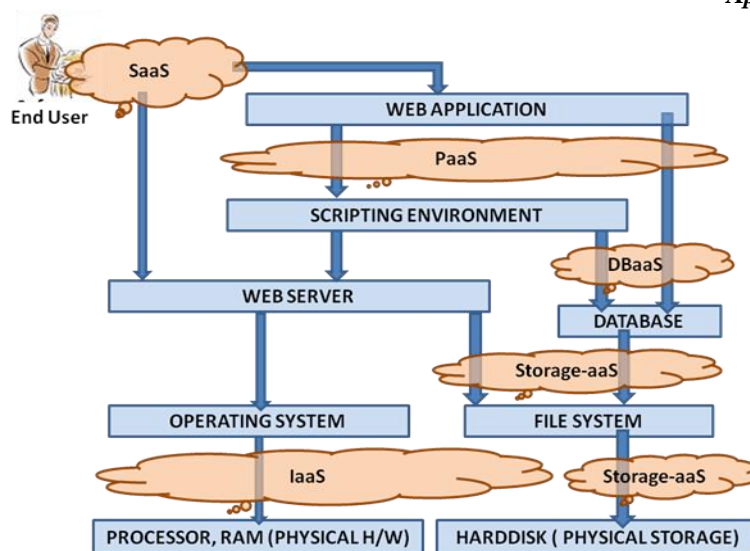 Ap
SaaS
End User
WEB APPLICATION
PaaS
SCRIPTING ENVIRONMENT
DBaaS
WEB SERVER
DATABASE
Storage-aaS
OPERATING SYSTEM
FILE SYSTEM
IaaS
Storage-aaS
PROCESSOR, RAM (PHYSICAL H/W)
HARDDISK ( PHYSICAL STORAGE)